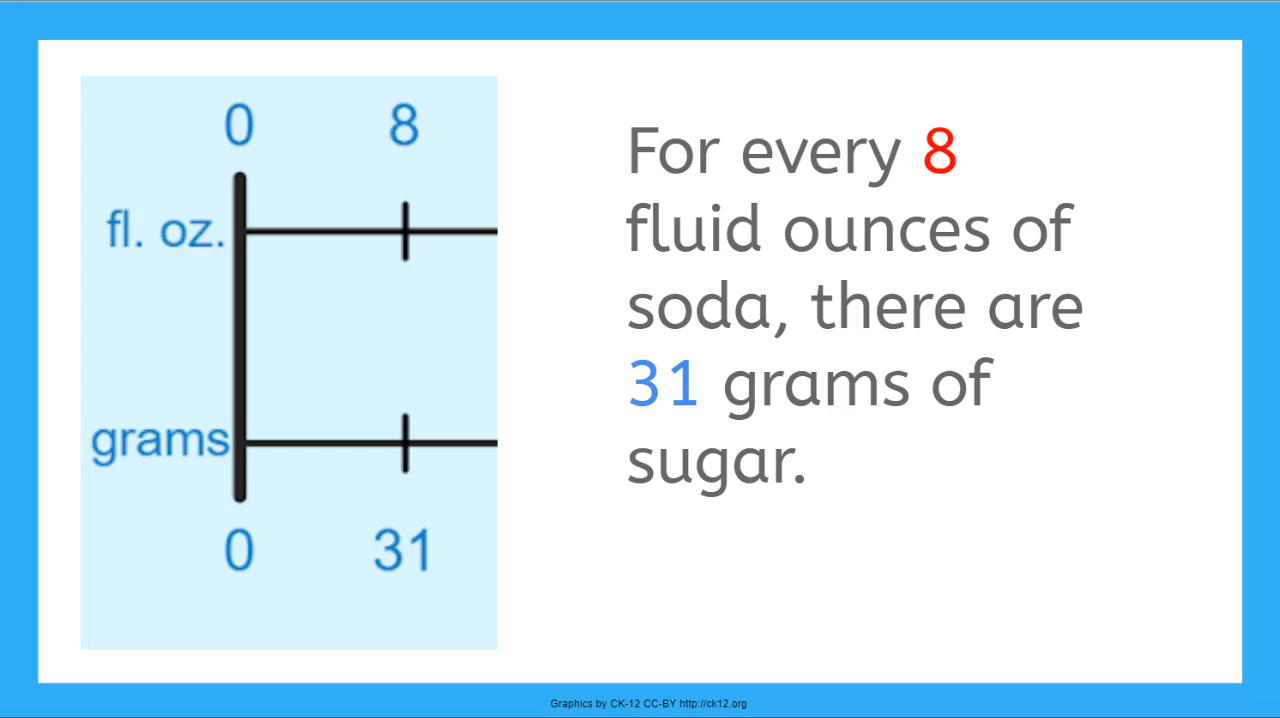 0 8
fl. oz.
grams
0 31
For every 8
fluid ounces of
soda, there are
31 grams of
sugar.
Graphics by CK-12 CC-BY http://ck12.org